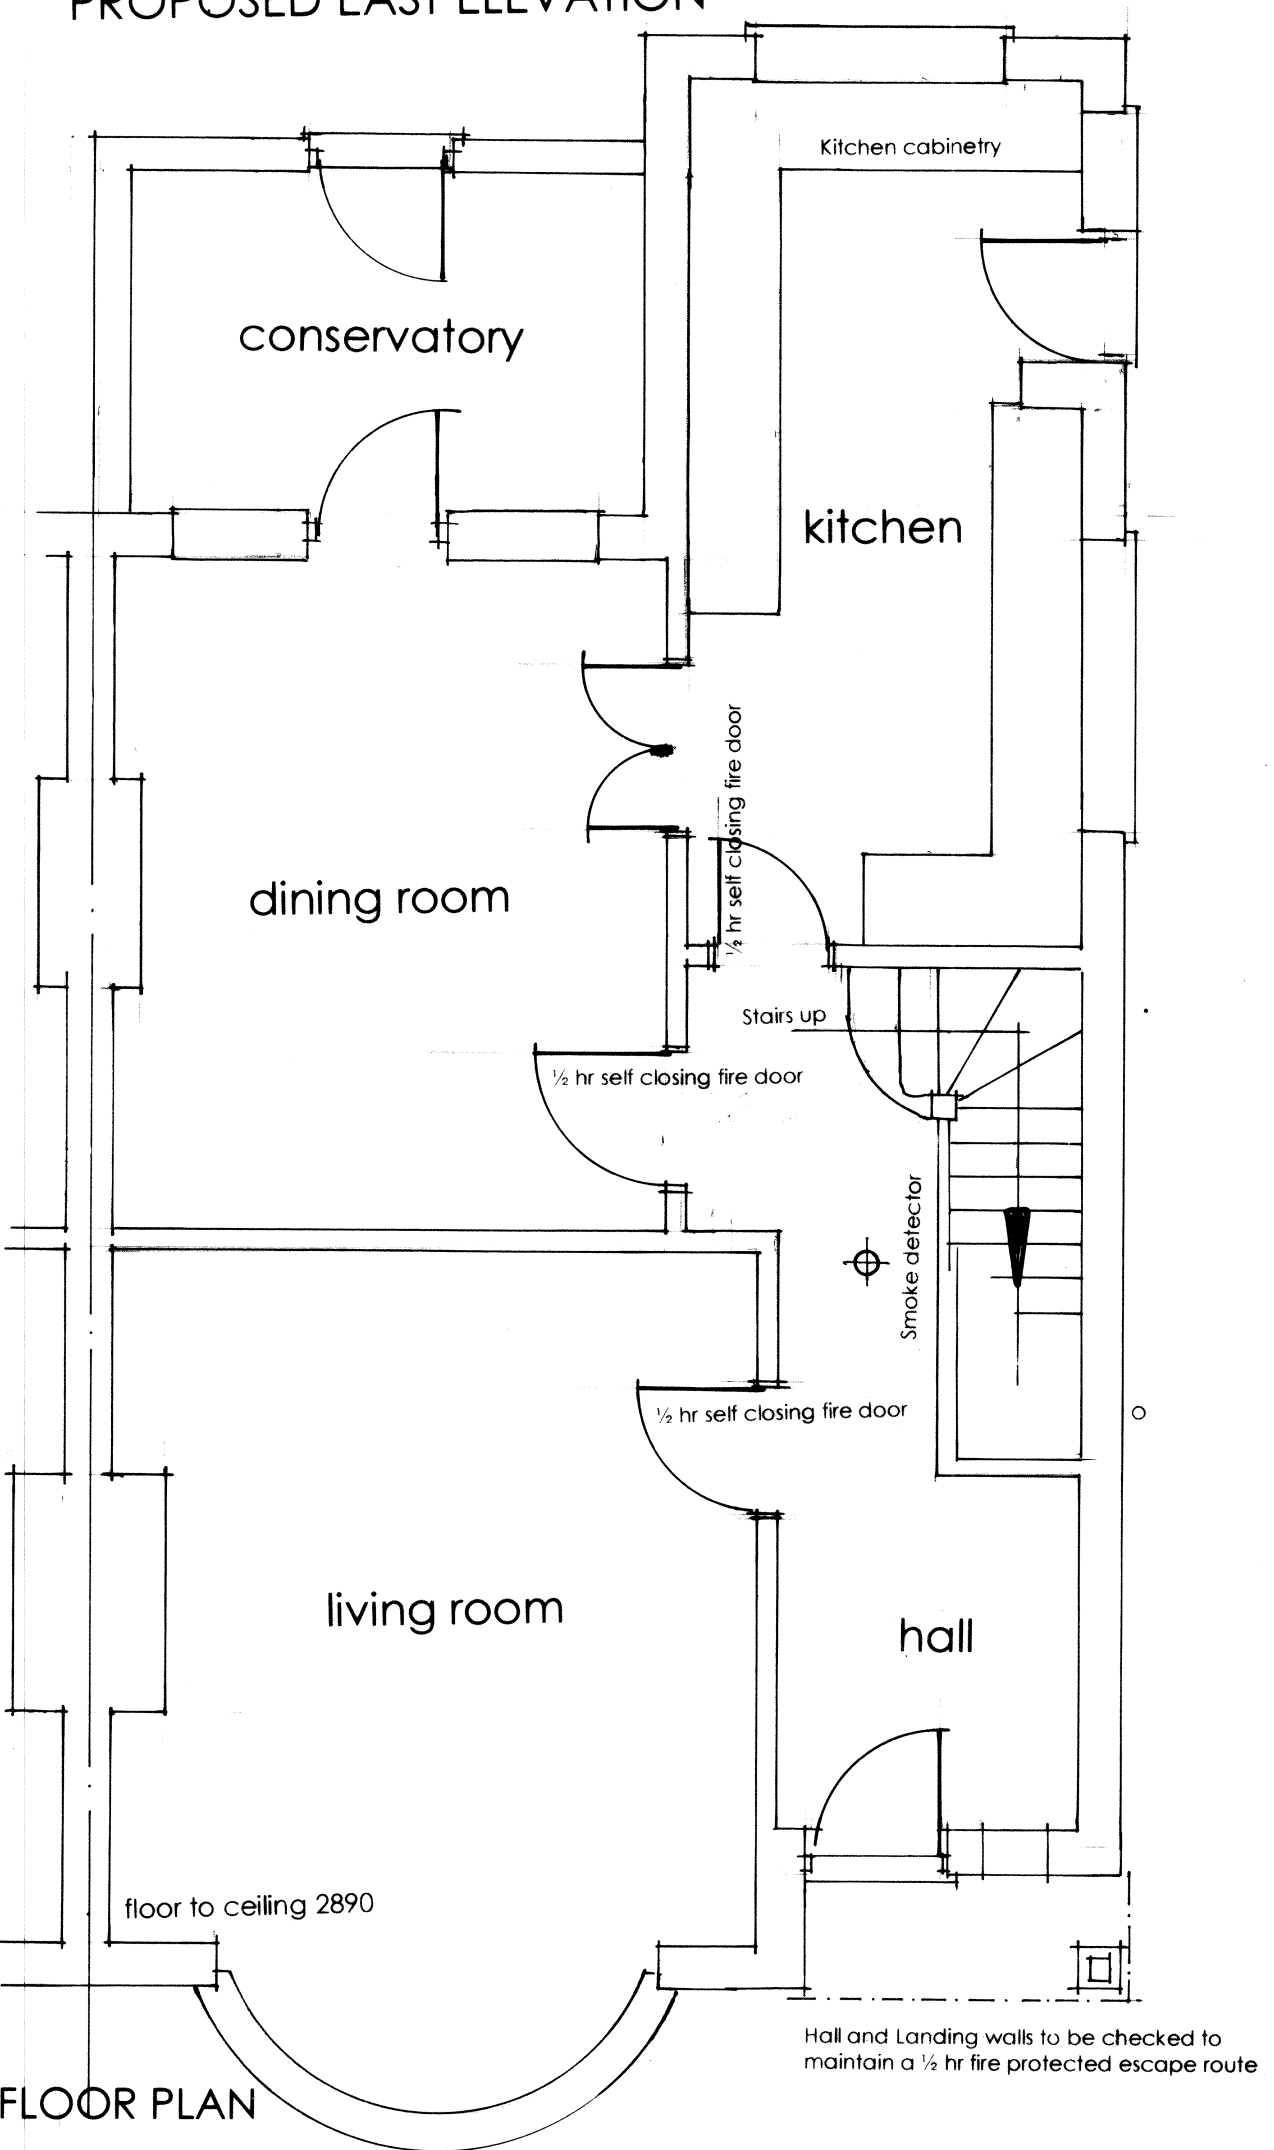 PROPOSED EAST ELEVATION
Kitchen cabinetry
conservatory
kitchen
½ hr self closing fire door
dining room
Stairs up
½ hr self closing fire door
Smoke detector
½ hr self closing fire door
living room
hall
floor to ceiling 2890
Hall and Landing walls to be checked to
maintain a ½ hr fire protected escape route
FLOOR PLAN